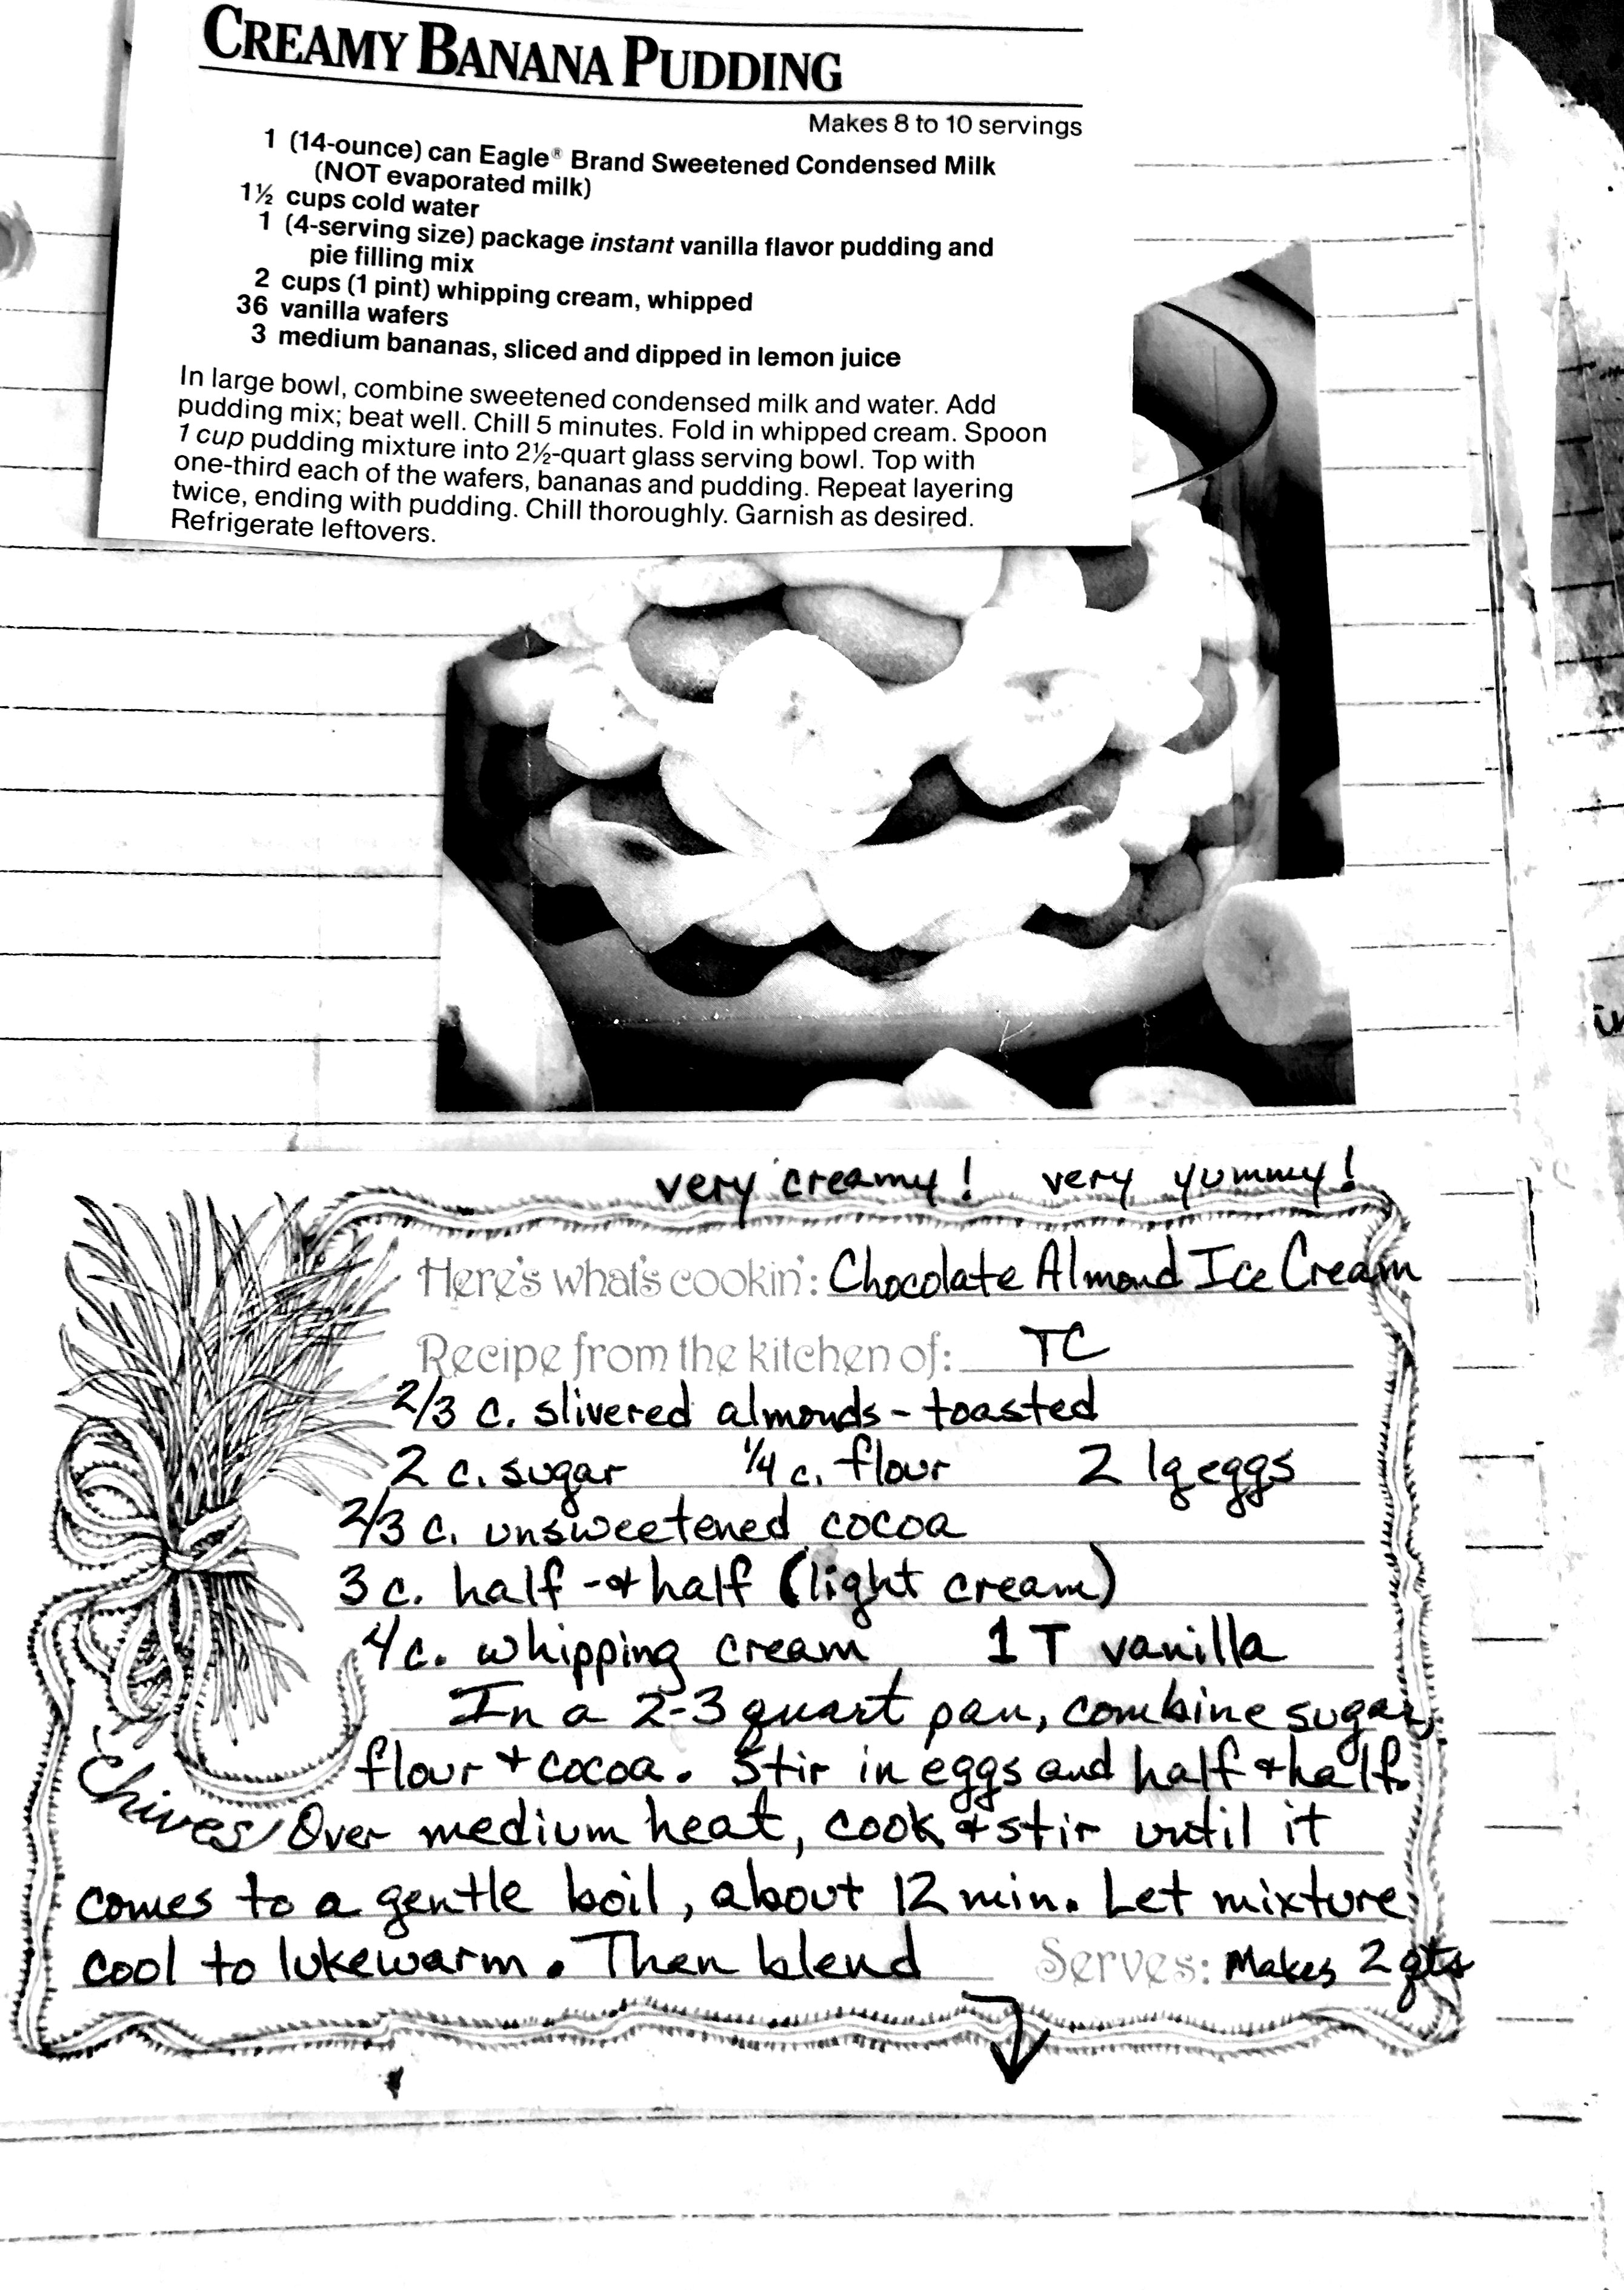 CREAMY BANANA PUDDING
Makes 8 to 10 servings
1 (14-ounce) can Eagle® Brand Sweetened Condensed Milk
(NOT evaporated milk)
1½ cups cold water
1 (4-serving size) package instant vanilla flavor pudding and
pie filling mix
2 cups (1 pint) whipping cream, whipped
36 vanilla wafers
3 medium bananas, sliced and dipped in lemon juice
In large bowl, combine sweetened condensed milk and water. Add
pudding mix; beat well. Chill 5 minutes. Fold in whipped cream. Spoon
1 cup pudding mixture into 2½-quart glass serving bowl. Top with
one-third each of the wafers, bananas and pudding. Repeat layering
twice, ending with pudding. Chill thoroughly. Garnish as desired.
Refrigerate leftovers.
very creamy! very yummy!
Here's what's cookin': Chocolate Almond Ice Cream
Recipe from the kitchen of: TC
2/3 c. slivered almonds - toasted
2 c. sugar 1/4 c. flour 2 lg eggs
2/3 c. unsweetened cocoa
3 c. half-&half (light cream)
4 c. whipping cream, 1 T vanilla
In a 2-3 quart pan, combine sugar,
flour + cocoa. Stir in eggs and half & half.
Chives
Over medium heat, cook & stir until it
comes to a gentle boil, about 12 min. Let mixture
cool to lukewarm. Then blend
Serves: Makes 2 qts